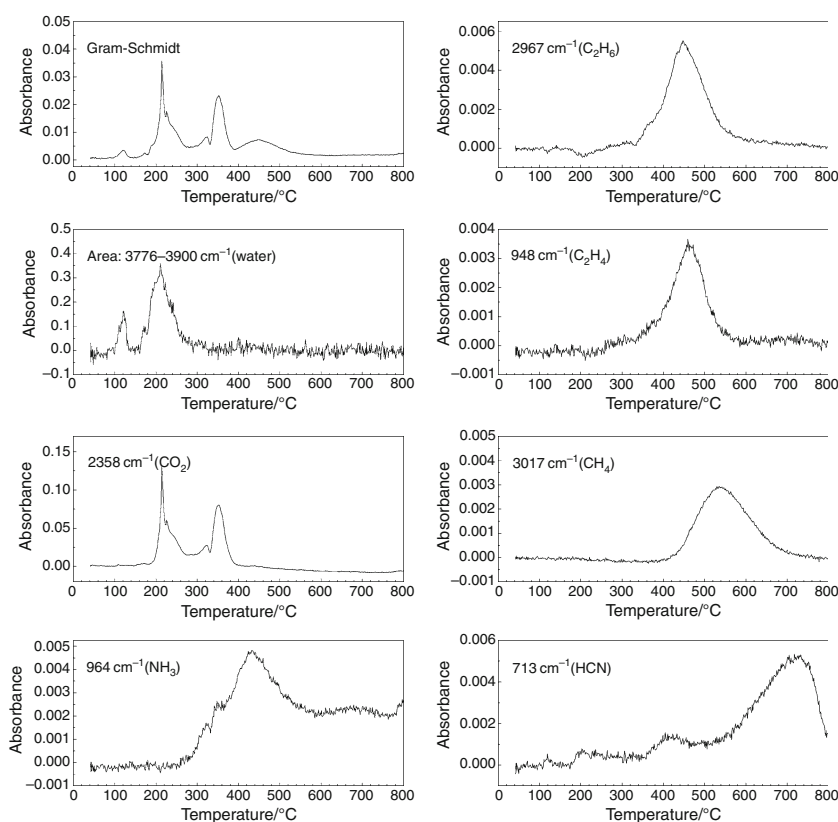 Absorbance
0.05
0.04
0.03
0.02
0.01
0.00
Gram-Schmidt
0 100 200 300 400 500 600 700 800
Temperature/°C
Absorbance
0.006
0.004
0.002
0.000
2967 cm⁻¹(C₂H₆)
0 100 200 300 400 500 600 700 800
Temperature/°C
Absorbance
0.5
0.4
0.3
0.2
0.1
0.0
–0.1
Area: 3776–3900 cm⁻¹(water)
0 100 200 300 400 500 600 700 800
Temperature/°C
Absorbance
0.004
0.003
0.002
0.001
0.000
–0.001
948 cm⁻¹(C₂H₄)
0 100 200 300 400 500 600 700 800
Temperature/°C
Absorbance
0.15
0.10
0.05
0.00
2358 cm⁻¹(CO₂)
0 100 200 300 400 500 600 700 800
Temperature/°C
Absorbance
0.005
0.004
0.003
0.002
0.001
0.000
–0.001
3017 cm⁻¹(CH₄)
0 100 200 300 400 500 600 700 800
Temperature/°C
Absorbance
0.005
0.004
0.003
0.002
0.001
0.000
–0.001
964 cm⁻¹(NH₃)
0 100 200 300 400 500 600 700 800
Temperature/°C
Absorbance
0.006
0.004
0.002
0.000
713 cm⁻¹(HCN)
0 100 200 300 400 500 600 700 800
Temperature/°C